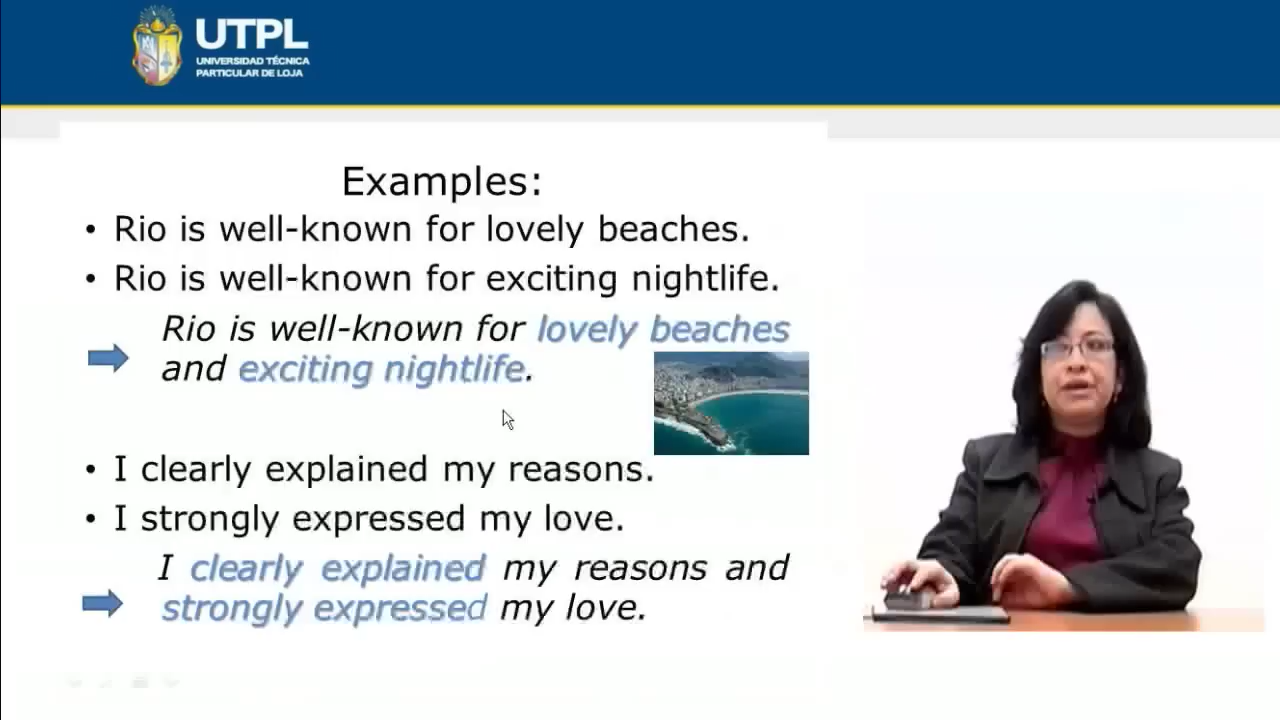 UTPL
UNIVERSIDAD TÉCNICA
PARTICULAR DE LOJA
Examples:
• Rio is well-known for lovely beaches.
• Rio is well-known for exciting nightlife.
Rio is well-known for lovely beaches
and exciting nightlife.
• I clearly explained my reasons.
• I strongly expressed my love.
I clearly explained my reasons and
strongly expressed my love.